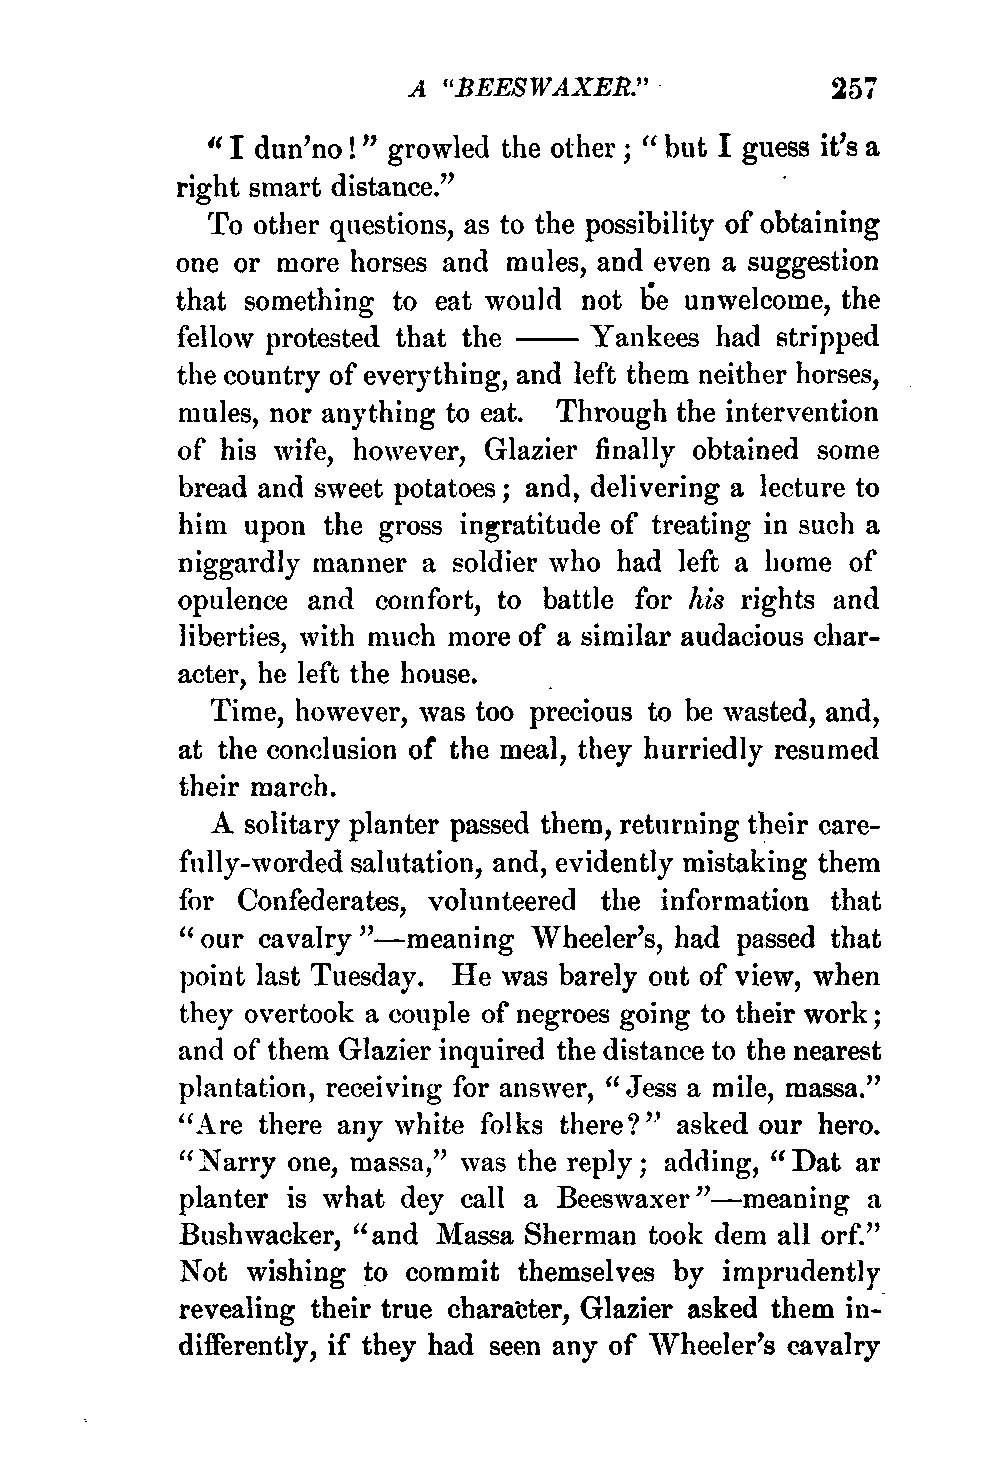 A "BEESWAXER." 257
"I dun'no!" growled the other; "but I guess it's a
right smart distance."
To other questions, as to the possibility of obtaining
one or more horses and mules, and even a suggestion
that something to eat would not be unwelcome, the
fellow protested that the —— Yankees had stripped
the country of everything, and left them neither horses,
mules, nor anything to eat. Through the intervention
of his wife, however, Glazier finally obtained some
bread and sweet potatoes; and, delivering a lecture to
him upon the gross ingratitude of treating in such a
niggardly manner a soldier who had left a home of
opulence and comfort, to battle for his rights and
liberties, with much more of a similar audacious char-
acter, he left the house.
Time, however, was too precious to be wasted, and,
at the conclusion of the meal, they hurriedly resumed
their march.
A solitary planter passed them, returning their care-
fully-worded salutation, and, evidently mistaking them
for Confederates, volunteered the information that
"our cavalry"—meaning Wheeler's, had passed that
point last Tuesday. He was barely out of view, when
they overtook a couple of negroes going to their work;
and of them Glazier inquired the distance to the nearest
plantation, receiving for answer, "Jess a mile, massa."
"Are there any white folks there?" asked our hero.
"Narry one, massa," was the reply; adding, "Dat ar
planter is what dey call a Beeswaxer"—meaning a
Bushwacker, "and Massa Sherman took dem all orf."
Not wishing to commit themselves by imprudently
revealing their true character, Glazier asked them in-
differently, if they had seen any of Wheeler's cavalry